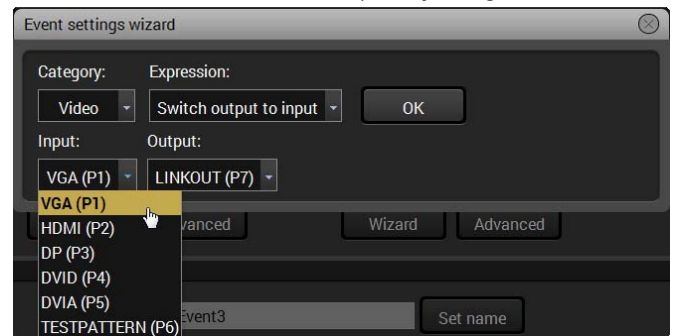 Event settings wizard
Category: Expression:
Video Switch output to input OK
Input: Output:
VGA (P1) LINKOUT (P7)
VGA (P1)
HDMI (P2) Wizard Advanced
DP (P3)
DVID (P4)
DVIA (P5)
Event3 Set name
TESTPATTERN (P6)